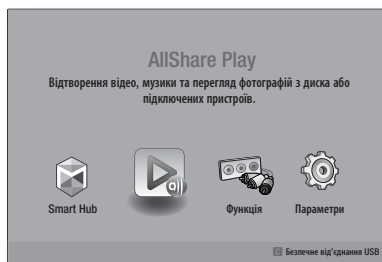 AllShare Play
Відтворення відео, музики та перегляд фотографій з диска або
підключених пристроїв.
all
Smart Hub
Функція
Параметри
C Безпечне від'єднання USB